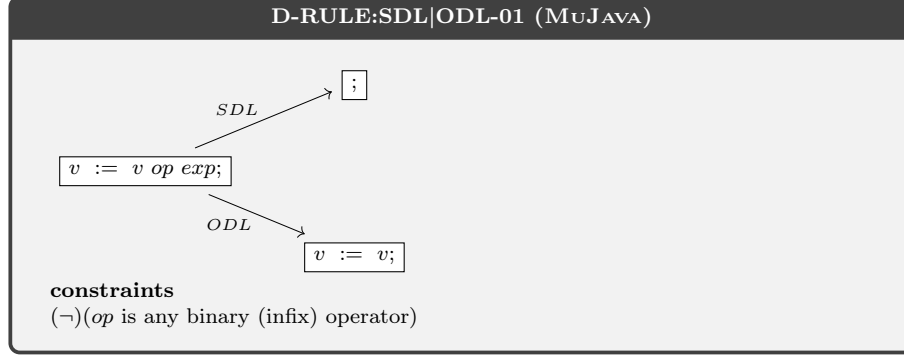 D-RULE:SDL|ODL-01 (MUJAVA)
;
SDL
v := v op exp;
ODL
v := v;
constraints
(¬)(op is any binary (infix) operator)